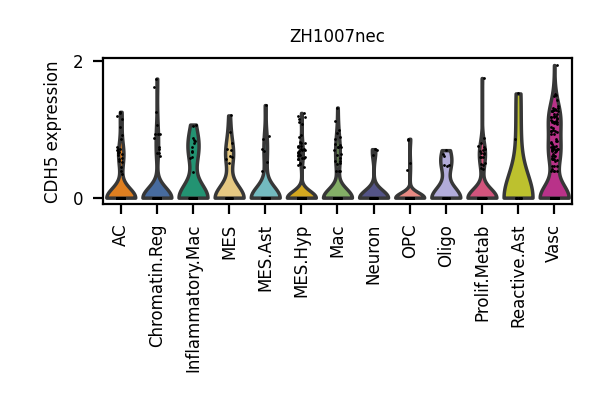 ZH1007nec
CDH5 expression
2
0
AC
Chromatin.Reg
Inflammatory.Mac
MES
MES.Ast
MES.Hyp
Mac
Neuron
OPC
Oligo
Prolif.Metab
Reactive.Ast
Vasc